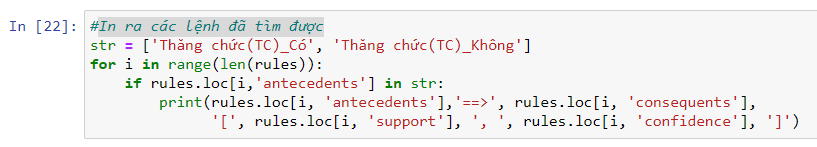 In [22]: #In ra các lệnh đã tìm được
str = ['Thăng chức(TC)_Có', 'Thăng chức(TC)_Không']
for i in range(len(rules)):
    if rules.loc[i,'antecedents'] in str:
        print(rules.loc[i, 'antecedents'],'==>', rules.loc[i, 'consequents'],
              '[', rules.loc[i, 'support'], ', ', rules.loc[i, 'confidence'], ']')